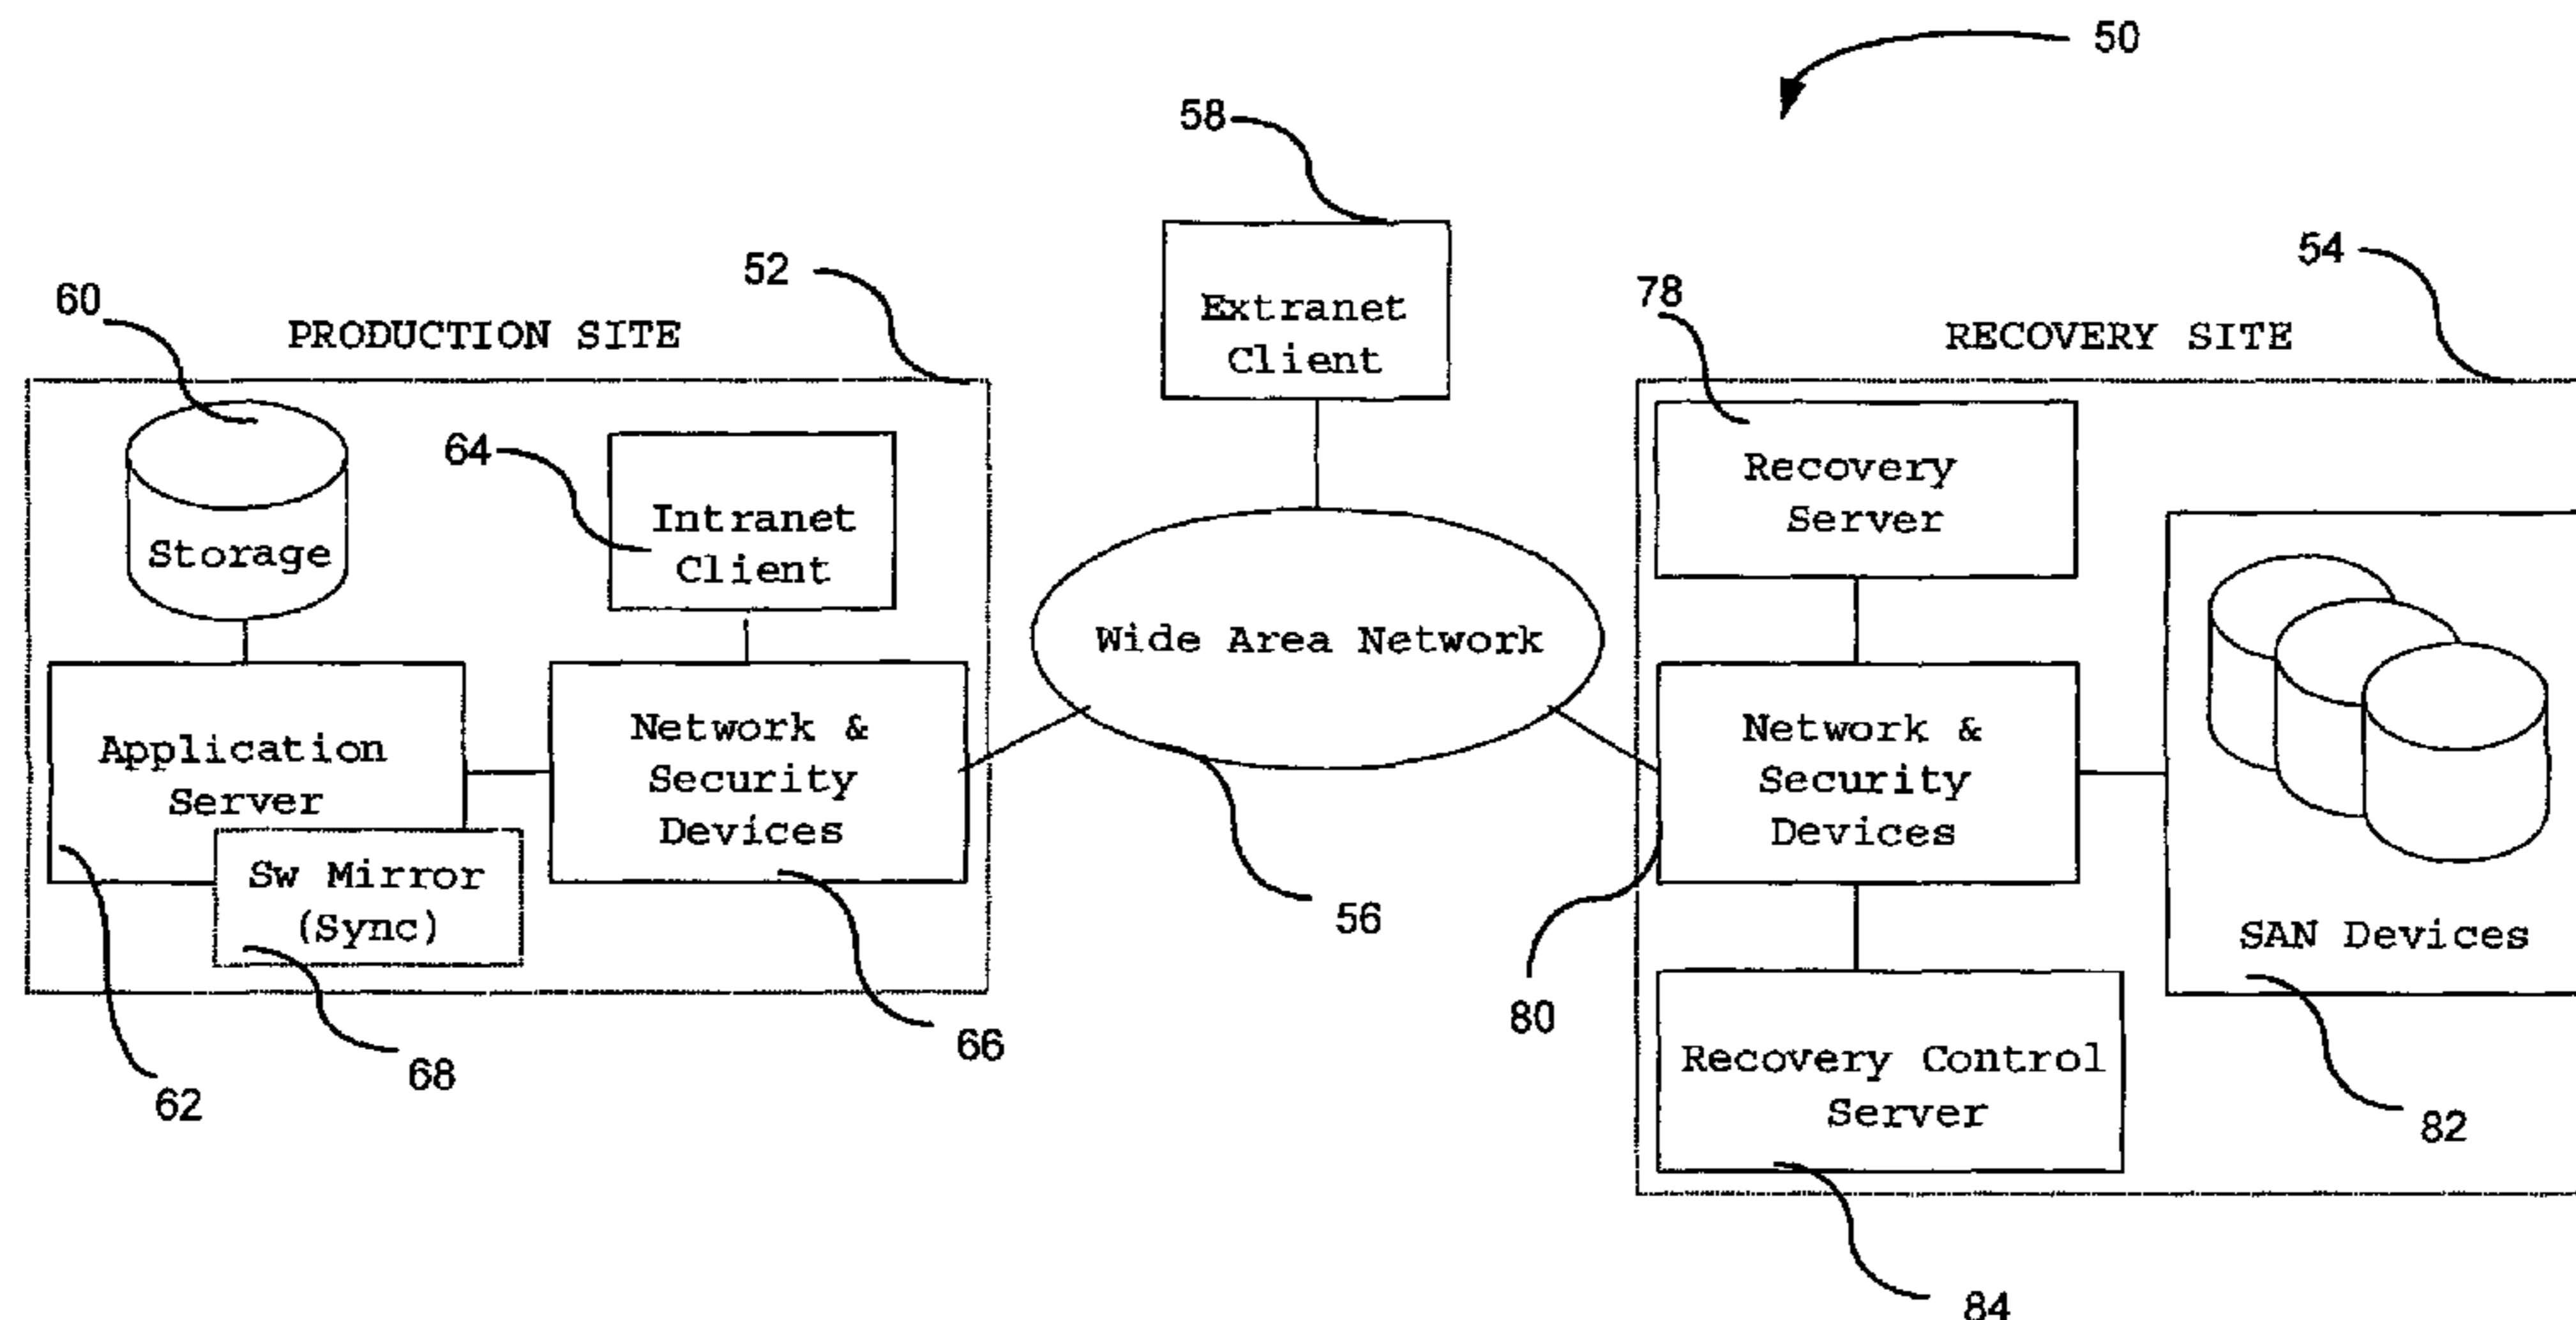 50
58
54
52
78
60
PRODUCTION SITE
RECOVERY SITE
Extranet
Client
64
Storage
Intranet
Client
Recovery
Server
Wide Area Network
Application
Server
Network &
Security
Devices
Network &
Security
Devices
Sw Mirror
(Sync)
SAN Devices
56
80
66
68
62
Recovery Control
Server
82
84